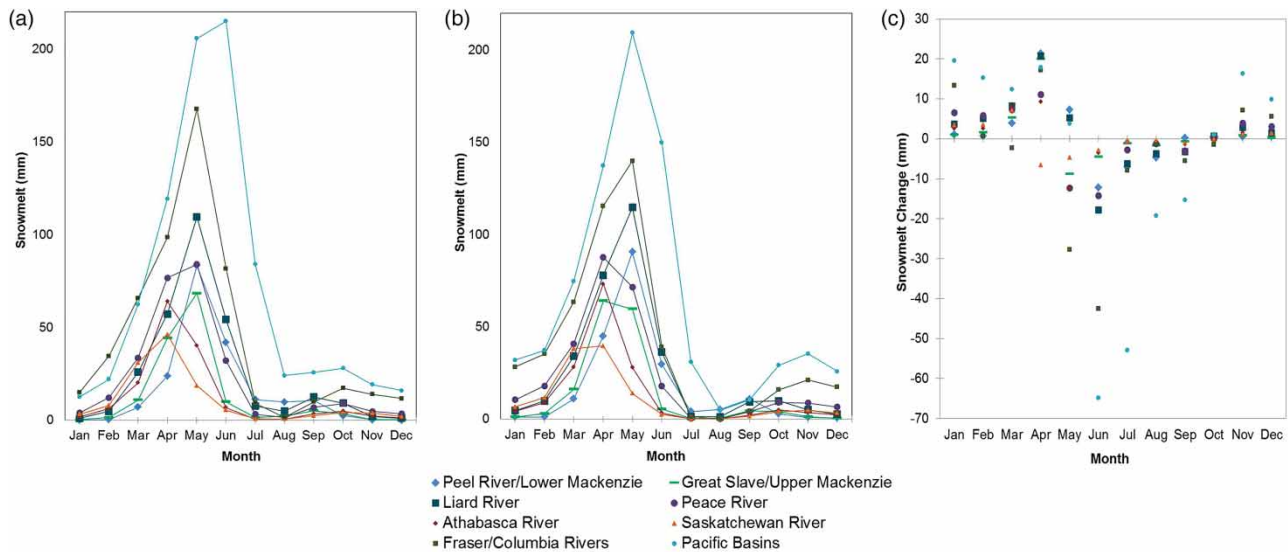 (a)
200
150
100
50
0
Snowmelt (mm)
Jan Feb Mar Apr May Jun Jul Aug Sep Oct Nov Dec
Month
(b)
200
150
100
50
0
Snowmelt (mm)
Jan Feb Mar Apr May Jun Jul Aug Sep Oct Nov Dec
Month
(c)
30
20
10
0
-10
-20
-30
-40
-50
-60
-70
Snowmelt Change (mm)
Jan Feb Mar Apr May Jun Jul Aug Sep Oct Nov Dec
Month
Peel River/Lower Mackenzie
Great Slave/Upper Mackenzie
Liard River
Peace River
Athabasca River
Saskatchewan River
Fraser/Columbia Rivers
Pacific Basins